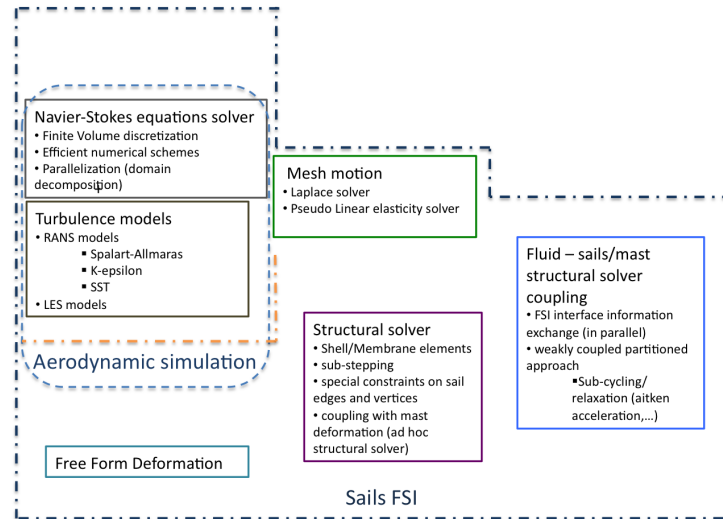 Navier-Stokes equations solver
• Finite Volume discretization
• Efficient numerical schemes
• Parallelization (domain
decomposition)
Turbulence models
• RANS models
▪ Spalart-Allmaras
▪ K-epsilon
▪ SST
• LES models
Aerodynamic simulation
Free Form Deformation
Mesh motion
• Laplace solver
• Pseudo Linear elasticity solver
Structural solver
• Shell/Membrane elements
• sub-stepping
• special constraints on sail
edges and vertices
• coupling with mast
deformation (ad hoc
structural solver)
Fluid – sails/mast
structural solver
coupling
• FSI interface information
exchange (in parallel)
• weakly coupled partitioned
approach
▪Sub-cycling/
relaxation (aitken
acceleration,...)
Sails FSI